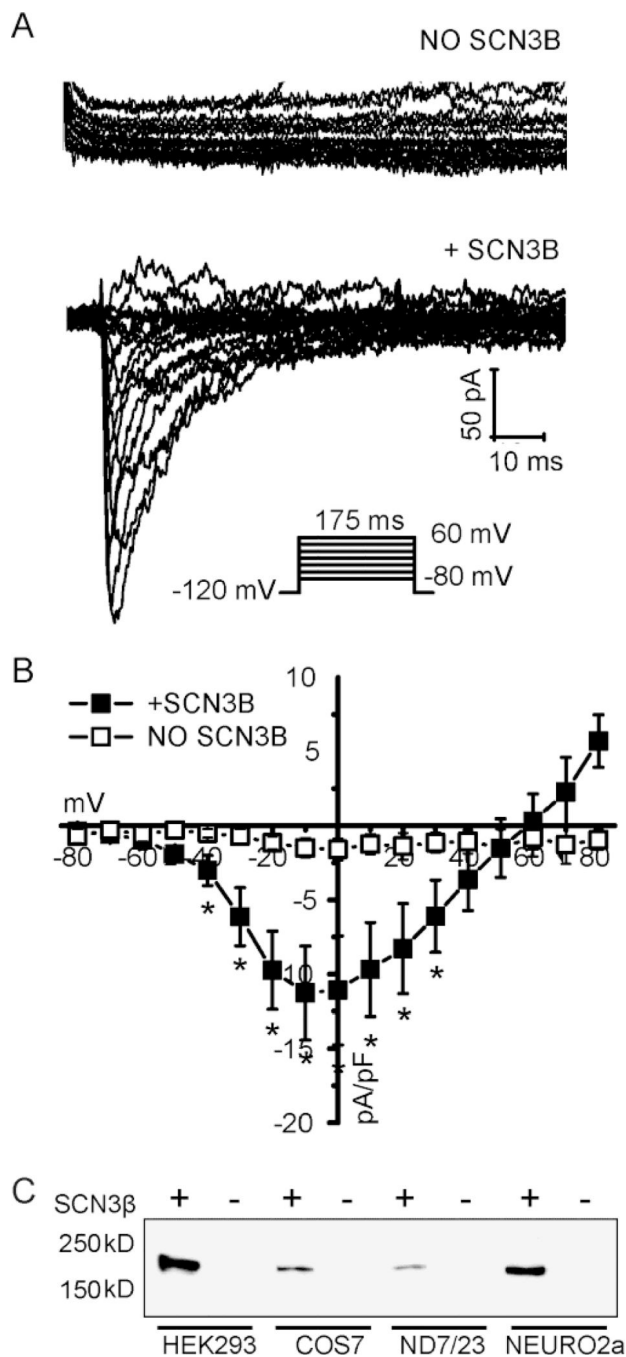 A
NO SCN3B
+ SCN3B
50 pA
10 ms
175 ms
60 mV
-80 mV
-120 mV
B
10
+SCN3B
NO SCN3B
5
mV
-80 -60 -40 -20 20 40 60 80
-5
* *
-10
* * * *
-15
* *
pA/pF
-20
C
SCN3β + - + - + - + -
250kD
150kD
HEK293 COS7 ND7/23 NEURO2a